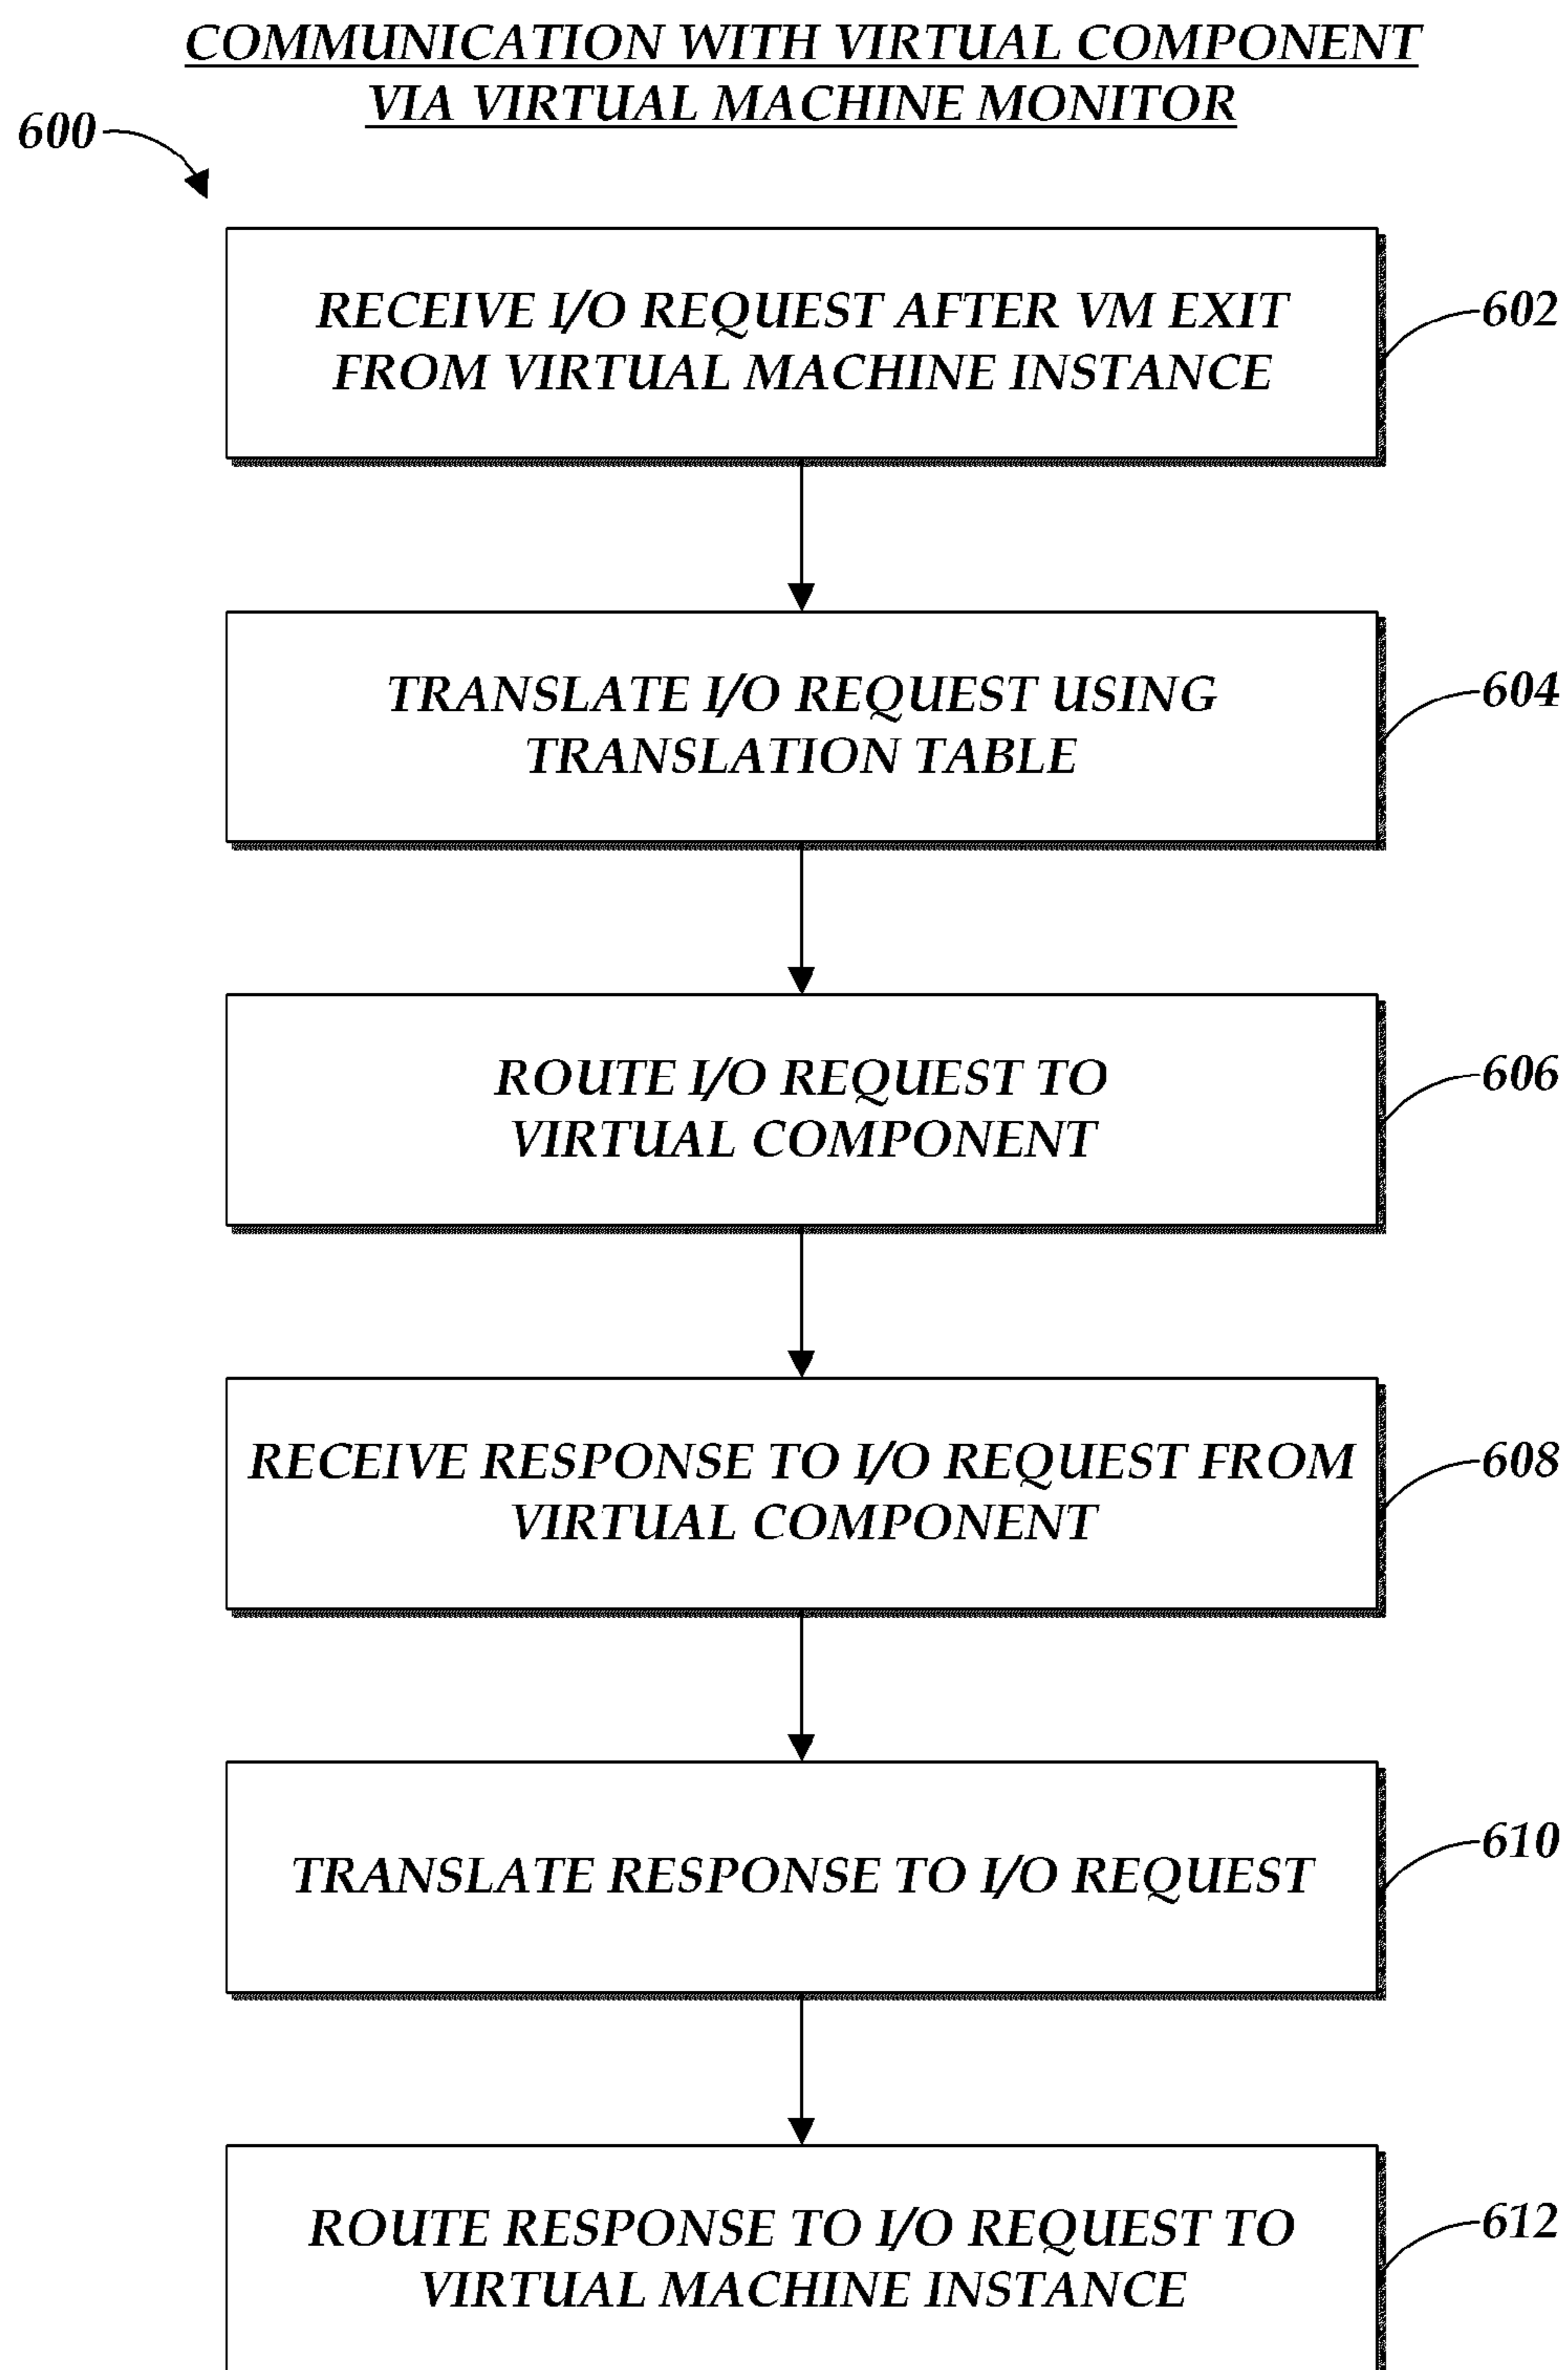 COMMUNICATION WITH VIRTUAL COMPONENT
VIA VIRTUAL MACHINE MONITOR
600
RECEIVE I/O REQUEST AFTER VM EXIT
FROM VIRTUAL MACHINE INSTANCE
602
TRANSLATE I/O REQUEST USING
TRANSLATION TABLE
604
ROUTE I/O REQUEST TO
VIRTUAL COMPONENT
606
RECEIVE RESPONSE TO I/O REQUEST FROM
VIRTUAL COMPONENT
608
TRANSLATE RESPONSE TO I/O REQUEST
610
ROUTE RESPONSE TO I/O REQUEST TO
VIRTUAL MACHINE INSTANCE
612